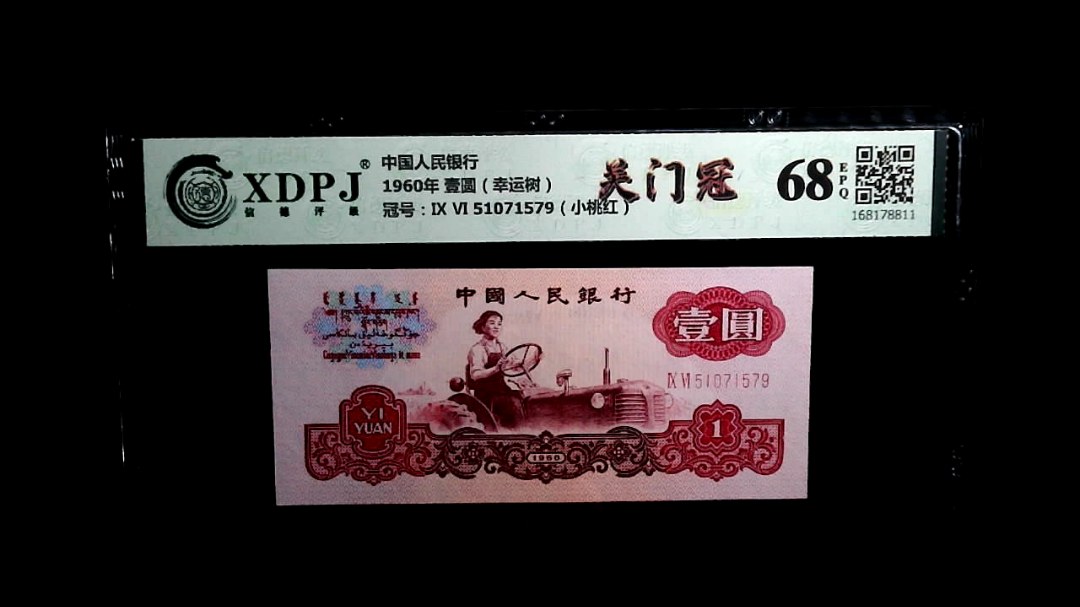 XDPJ®
信德评级
中国人民银行
1960年 壹圆（幸运树）
冠号：IX VI 51071579（小桃红）
吴门冠
68
EPQ
168178811
中國人民銀行
壹圓
IX VI 51071579
YI
YUAN
1
1960